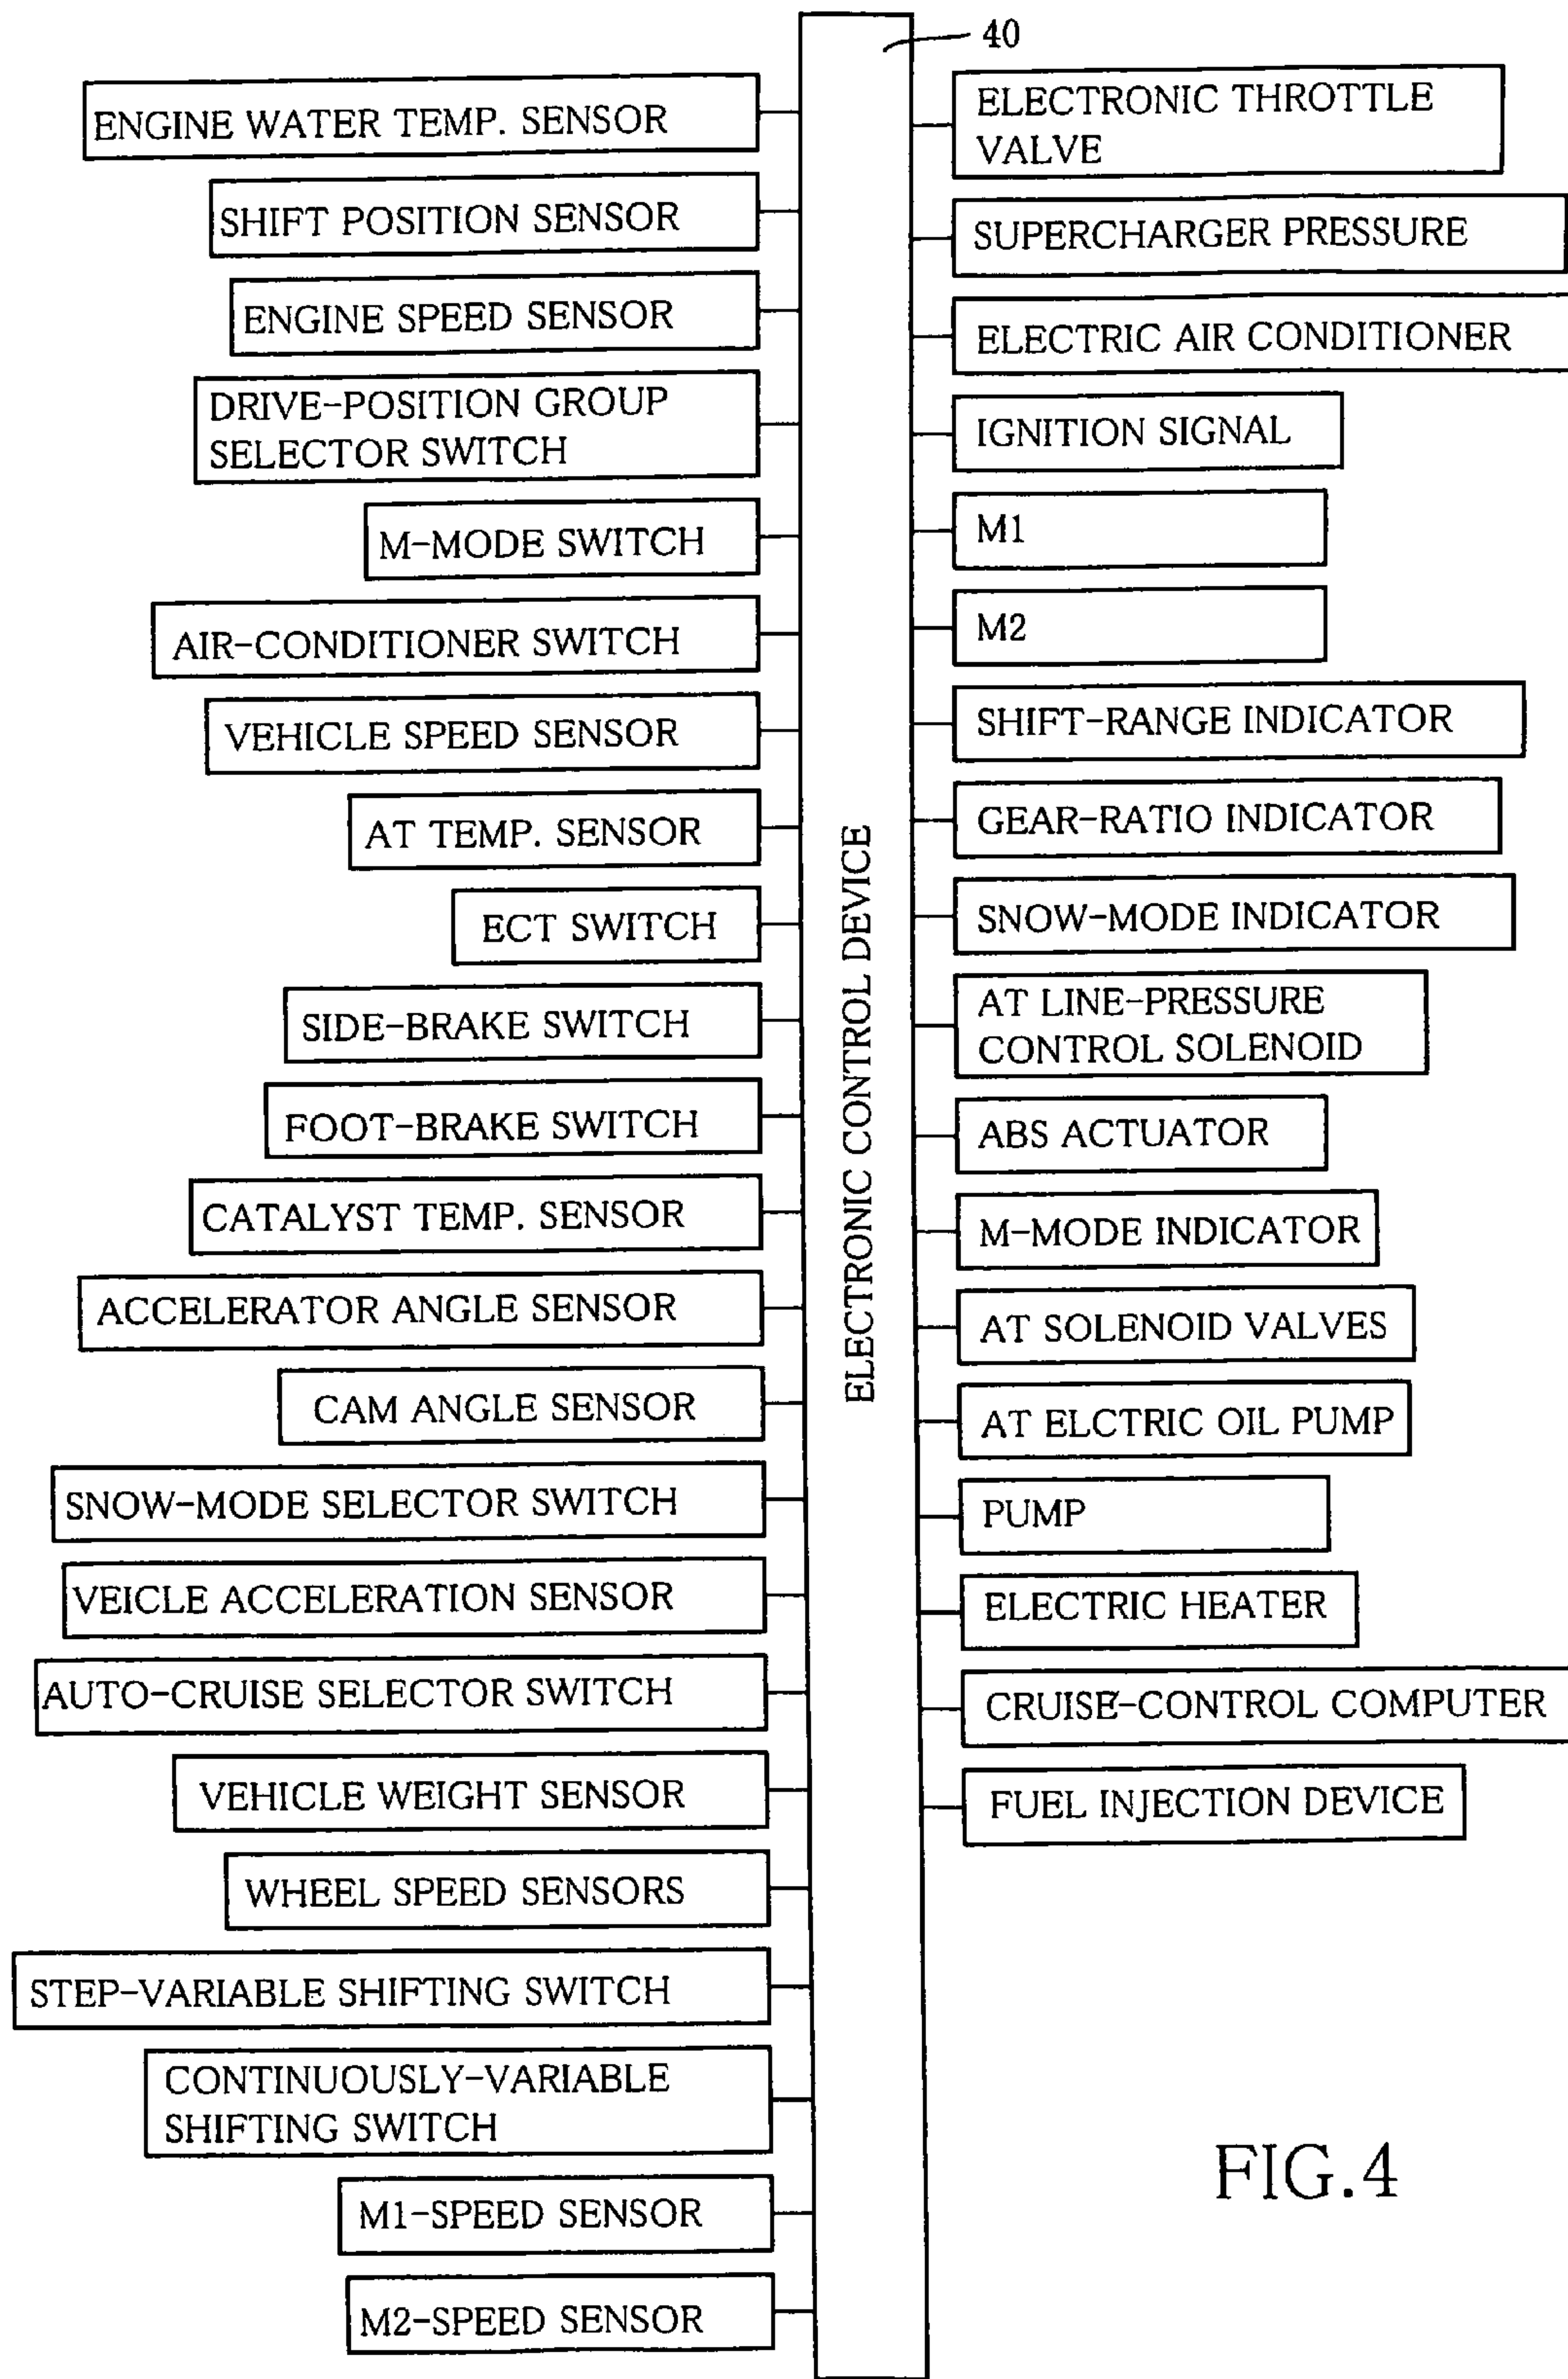 40
ENGINE WATER TEMP. SENSOR
SHIFT POSITION SENSOR
ENGINE SPEED SENSOR
DRIVE-POSITION GROUP
SELECTOR SWITCH
M-MODE SWITCH
AIR-CONDITIONER SWITCH
VEHICLE SPEED SENSOR
AT TEMP. SENSOR
ECT SWITCH
SIDE-BRAKE SWITCH
FOOT-BRAKE SWITCH
CATALYST TEMP. SENSOR
ACCELERATOR ANGLE SENSOR
CAM ANGLE SENSOR
SNOW-MODE SELECTOR SWITCH
VEICLE ACCELERATION SENSOR
AUTO-CRUISE SELECTOR SWITCH
VEHICLE WEIGHT SENSOR
WHEEL SPEED SENSORS
STEP-VARIABLE SHIFTING SWITCH
CONTINUOUSLY-VARIABLE
SHIFTING SWITCH
M1-SPEED SENSOR
M2-SPEED SENSOR
ELECTRONIC CONTROL DEVICE
ELECTRONIC THROTTLE
VALVE
SUPERCHARGER PRESSURE
ELECTRIC AIR CONDITIONER
IGNITION SIGNAL
M1
M2
SHIFT-RANGE INDICATOR
GEAR-RATIO INDICATOR
SNOW-MODE INDICATOR
AT LINE-PRESSURE
CONTROL SOLENOID
ABS ACTUATOR
M-MODE INDICATOR
AT SOLENOID VALVES
AT ELCTRIC OIL PUMP
PUMP
ELECTRIC HEATER
CRUISE-CONTROL COMPUTER
FUEL INJECTION DEVICE
FIG.4